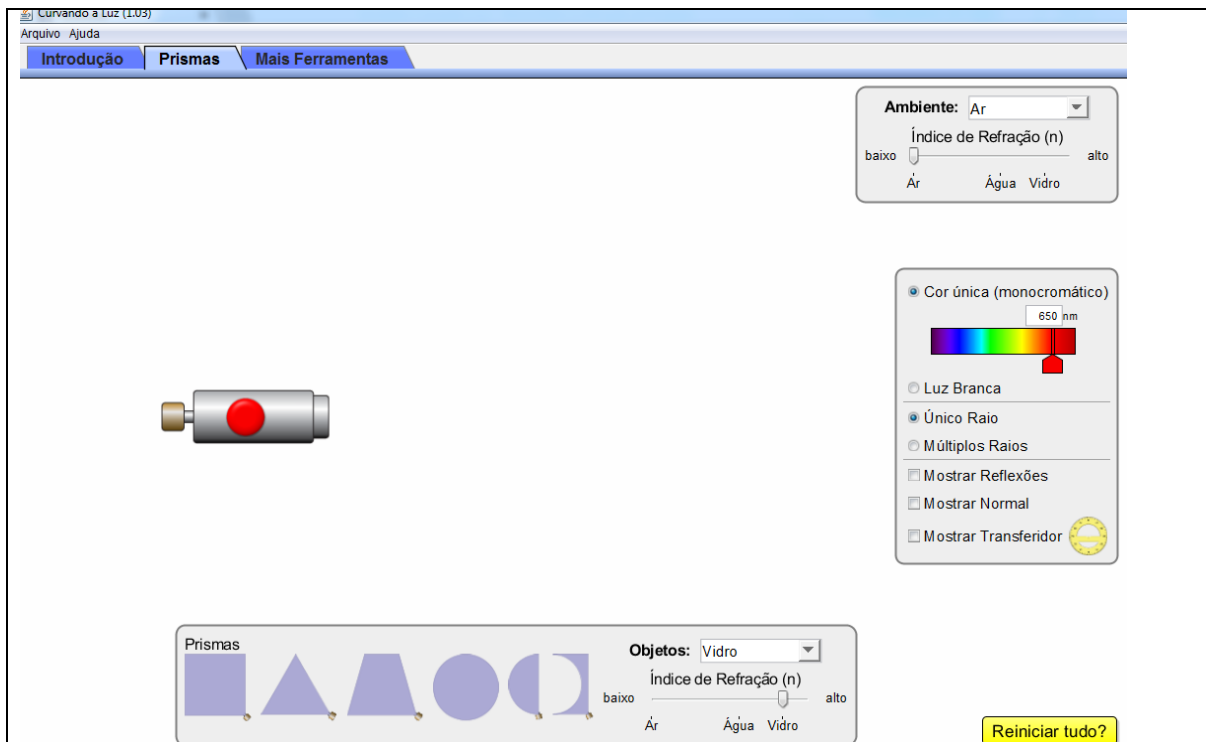 Curvando a Luz (1.03)
Arquivo Ajuda
Introdução Prismas Mais Ferramentas
Ambiente: Ar
Índice de Refração (n)
baixo alto
Ar Água Vidro
Cor única (monocromático)
650 nm
Luz Branca
Único Raio
Múltiplos Raios
Mostrar Reflexões
Mostrar Normal
Mostrar Transferidor
Prismas
Objetos: Vidro
Índice de Refração (n)
baixo alto
Ar Água Vidro
Reiniciar tudo?